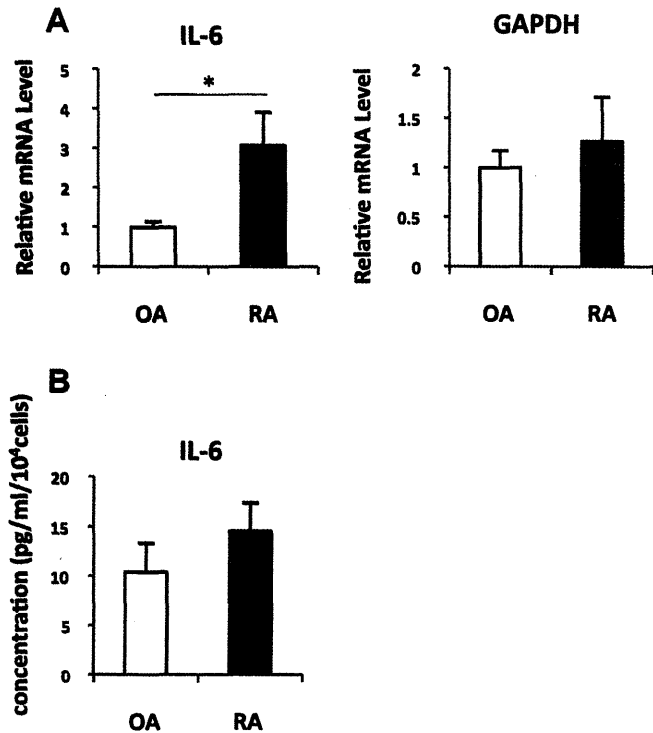 A
IL-6
Relative mRNA Level
5
4
3
2
1
0
*
OA
RA
GAPDH
Relative mRNA Level
2
1.5
1
0.5
0
OA
RA
B
IL-6
concentration (pg/ml/10⁴cells)
20
15
10
5
0
OA
RA